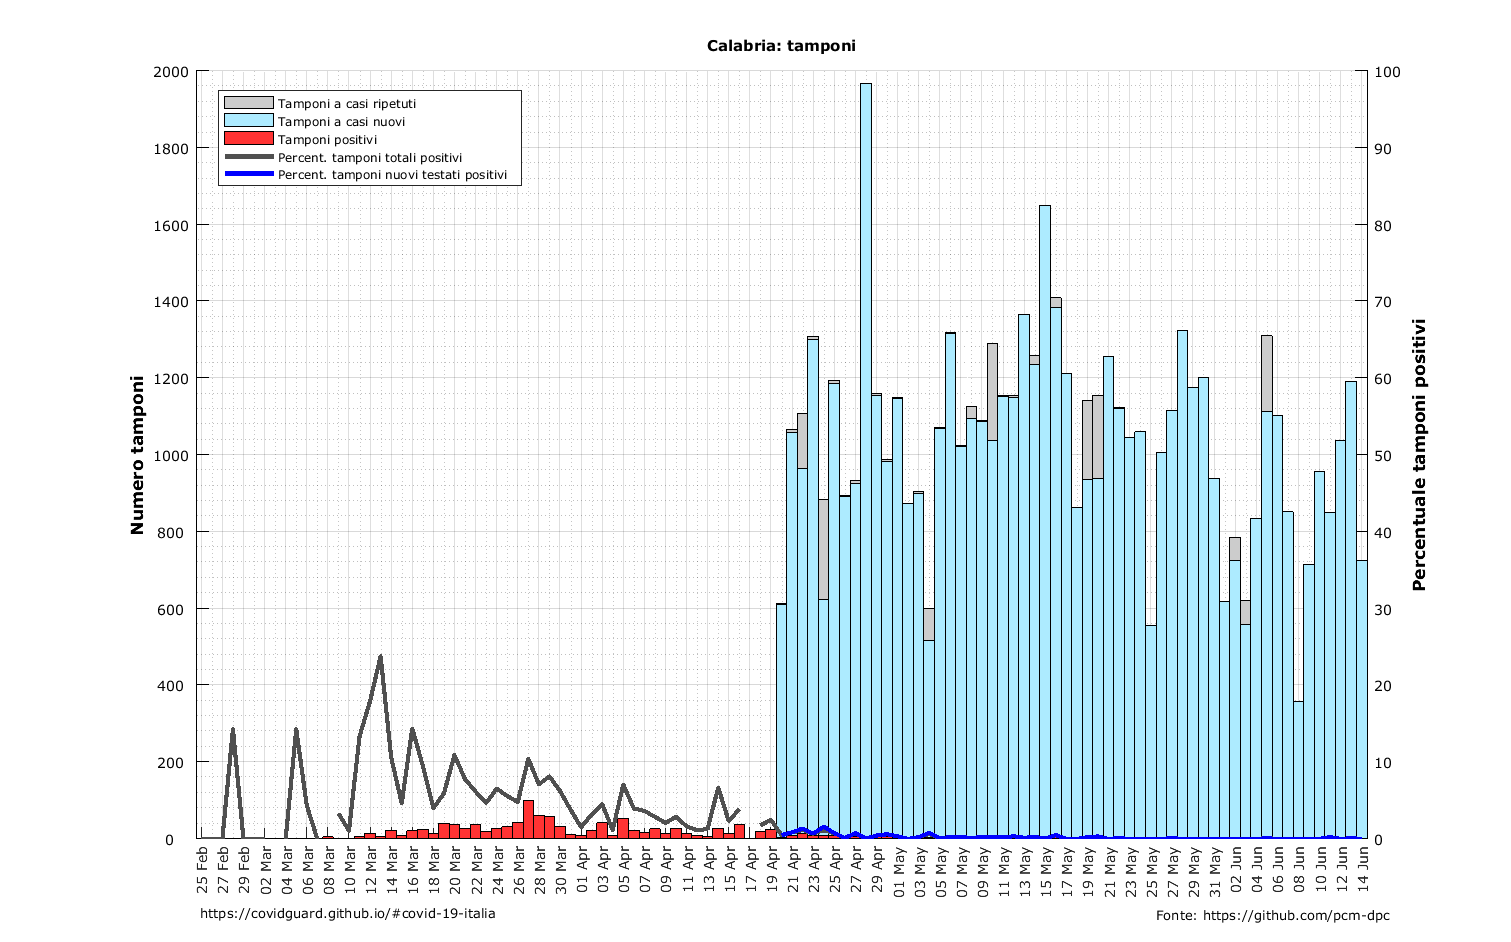 Calabria: tamponi
2000
1800
1600
1400
1200
1000
800
600
400
200
0
Numero tamponi
Tamponi a casi ripetuti
Tamponi a casi nuovi
Tamponi positivi
Percent. tamponi totali positivi
Percent. tamponi nuovi testati positivi
100
90
80
70
60
50
40
30
20
10
0
Percentuale tamponi positivi
25 Feb
27 Feb
29 Feb
02 Mar
04 Mar
06 Mar
08 Mar
10 Mar
12 Mar
14 Mar
16 Mar
18 Mar
20 Mar
22 Mar
24 Mar
26 Mar
28 Mar
30 Mar
01 Apr
03 Apr
05 Apr
07 Apr
09 Apr
11 Apr
13 Apr
15 Apr
17 Apr
19 Apr
21 Apr
23 Apr
25 Apr
27 Apr
29 Apr
01 May
03 May
05 May
07 May
09 May
11 May
13 May
15 May
17 May
19 May
21 May
23 May
25 May
27 May
29 May
31 May
02 Jun
04 Jun
06 Jun
08 Jun
10 Jun
12 Jun
14 Jun
https://covidguard.github.io/#covid-19-italia
Fonte: https://github.com/pcm-dpc